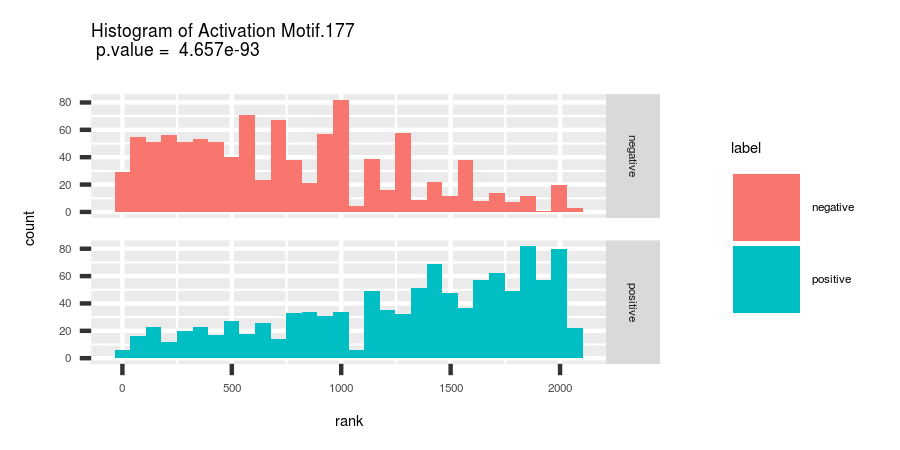 Histogram of Activation Motif.177
p.value =  4.657e-93
count
80
60
40
20
0
negative
80
60
40
20
0
positive
0 500 1000 1500 2000
rank
label
negative
positive